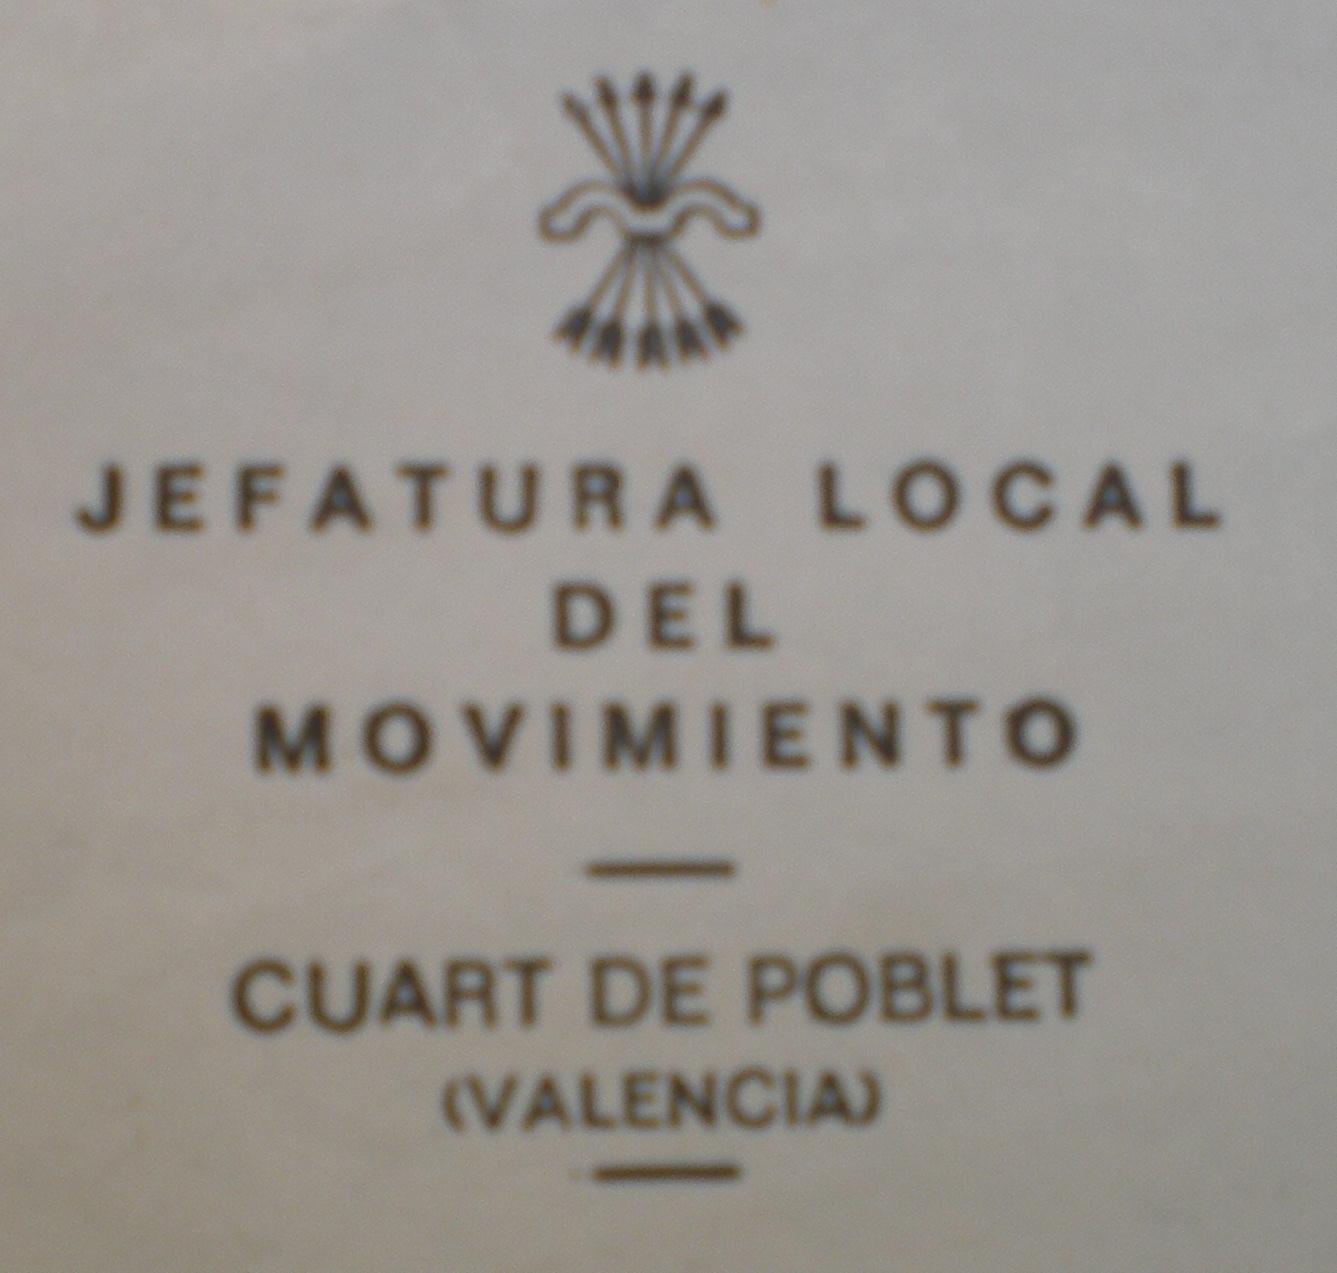 JEFATURA LOCAL
DEL
MOVIMIENTO
CUART DE POBLET
(VALENCIA)